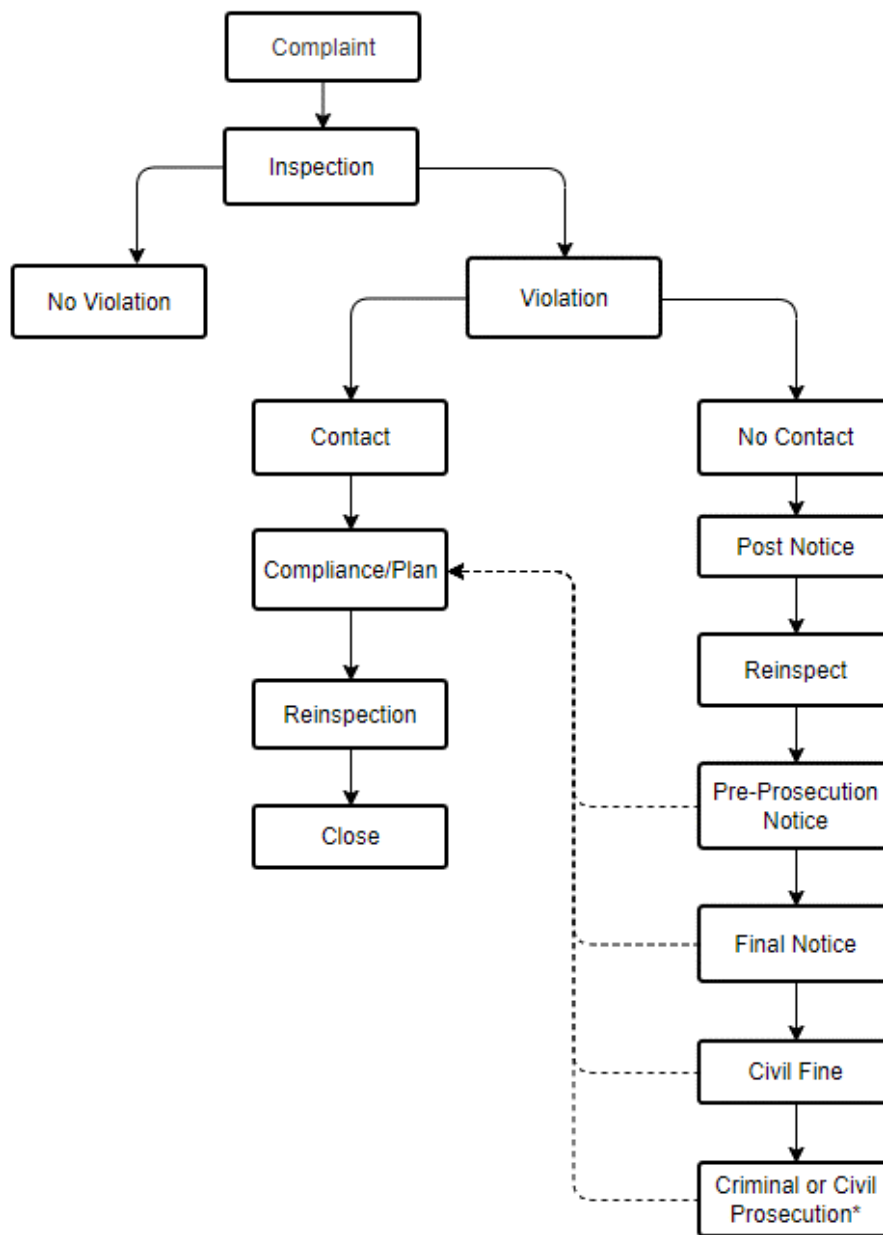 Complaint
Inspection
No Violation
Violation
Contact
No Contact
Compliance/Plan
Post Notice
Reinspection
Reinspect
Close
Pre-Prosecution
Notice
Final Notice
Civil Fine
Criminal or Civil
Prosecution*